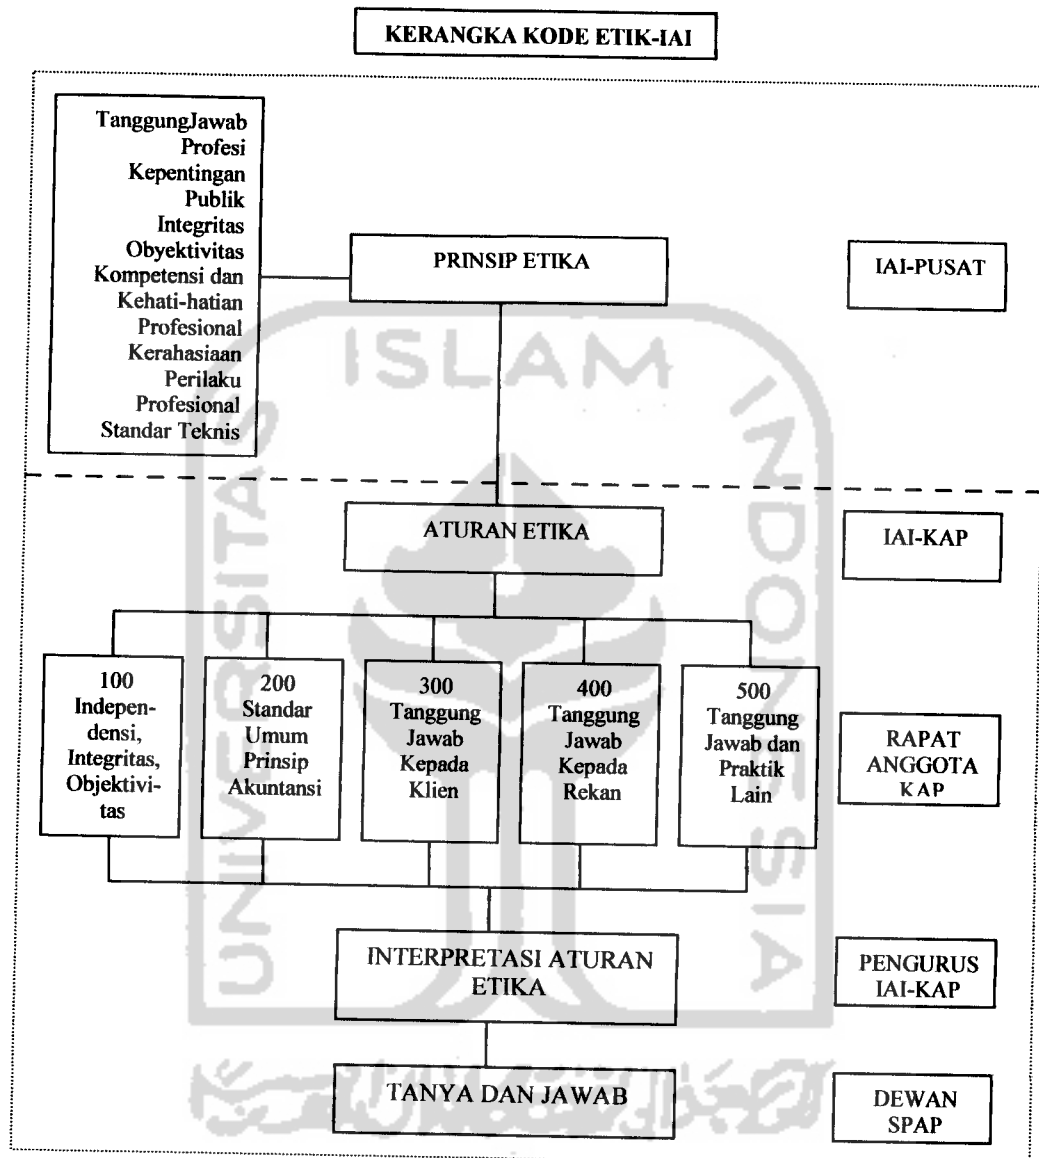 KERANGKA KODE ETIK-IAI
TanggungJawab
Profesi
Kepentingan
Publik
Integritas
Obyektivitas
Kompetensi dan
Kehati-hatian
Profesional
Kerahasiaan
Perilaku
Profesional
Standar Teknis
PRINSIP ETIKA
IAI-PUSAT
ATURAN ETIKA
IAI-KAP
100
Indepen-
densi,
Integritas,
Objektivi-
tas
200
Standar
Umum
Prinsip
Akuntansi
300
Tanggung
Jawab
Kepada
Klien
400
Tanggung
Jawab
Kepada
Rekan
500
Tanggung
Jawab dan
Praktik
Lain
RAPAT
ANGGOTA
KAP
INTERPRETASI ATURAN
ETIKA
PENGURUS
IAI-KAP
TANYA DAN JAWAB
DEWAN
SPAP
UNIVERSITAS
ISLAM
INDONESIA